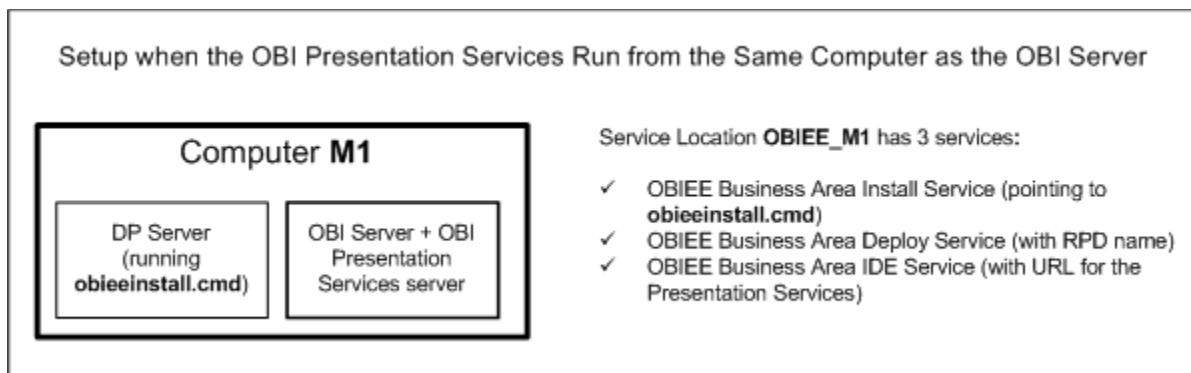 Setup when the OBI Presentation Services Run from the Same Computer as the OBI Server
Computer M1
DP Server
(running
obieeinstall.cmd)
OBI Server + OBI
Presentation
Services server
Service Location OBIEE_M1 has 3 services:
✓ OBIEE Business Area Install Service (pointing to
obieeinstall.cmd)
✓ OBIEE Business Area Deploy Service (with RPD name)
✓ OBIEE Business Area IDE Service (with URL for the
Presentation Services)